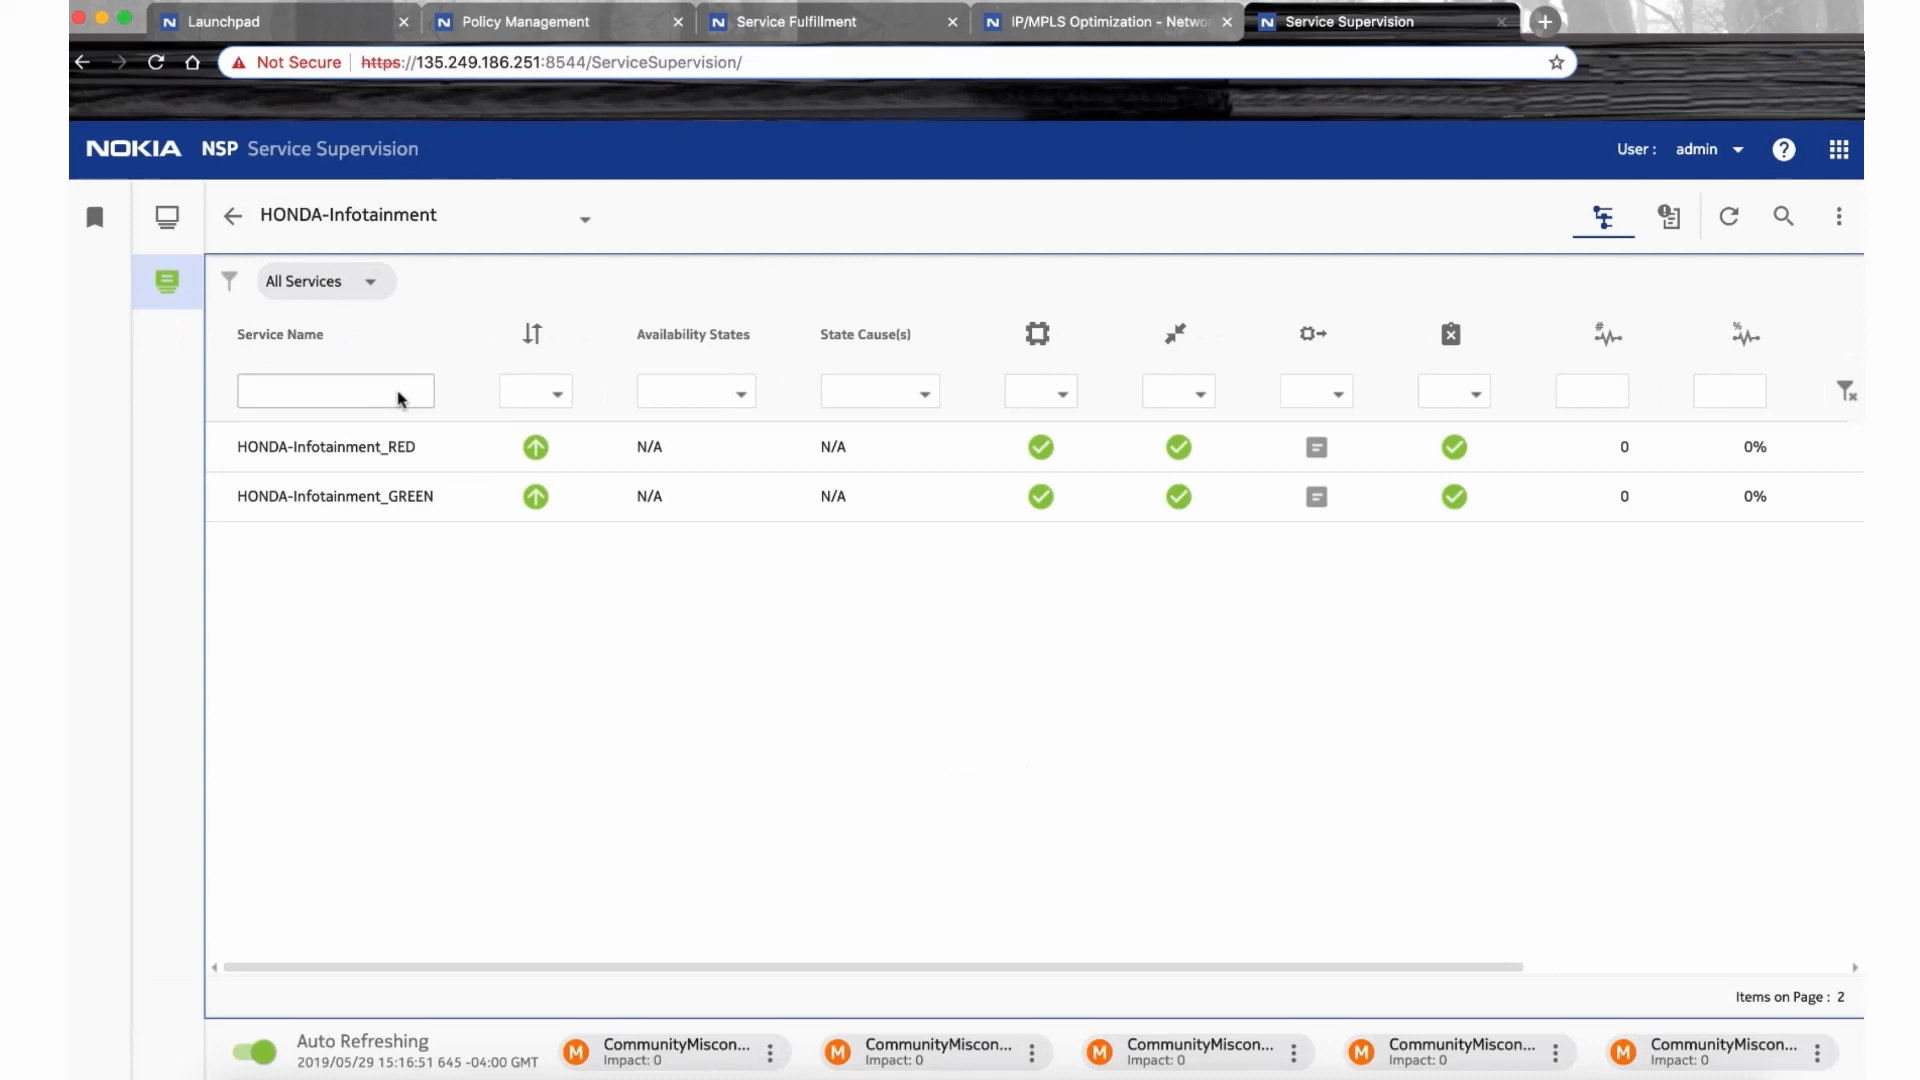 Launchpad
Policy Management
Service Fulfillment
IP/MPLS Optimization - Netwo
Service Supervision
Not Secure https://135.249.186.251:8544/ServiceSupervision/
NOKIA NSP Service Supervision User : admin ?
HONDA-Infotainment
All Services
Service Name Availability States State Cause(s) # %
HONDA-Infotainment_RED N/A N/A 0 0%
HONDA-Infotainment_GREEN N/A N/A 0 0%
Items on Page : 2
Auto Refreshing
2019/05/29 15:16:51 645 -04:00 GMT
M CommunityMiscon...
Impact: 0
M CommunityMiscon...
Impact: 0
M CommunityMiscon...
Impact: 0
M CommunityMiscon...
Impact: 0
M CommunityMiscon...
Impact: 0